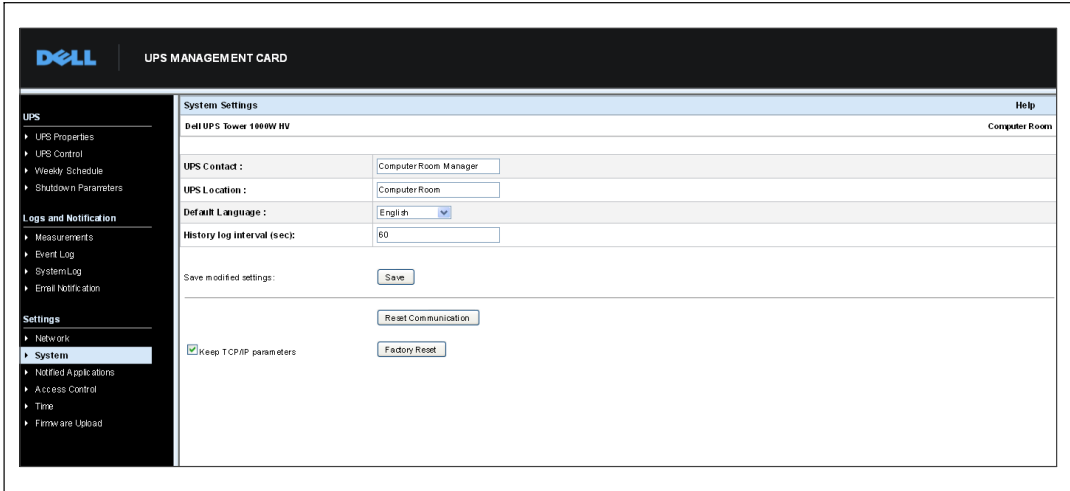 DELL
UPS MANAGEMENT CARD
UPS
UPS Properties
UPS Control
Weekly Schedule
Shutdown Parameters
Logs and Notification
Measurements
Event Log
System Log
Email Notification
Settings
Network
System
Notified Applications
Access Control
Time
Firmware Upload
System Settings Help
Dell UPS Tower 1000W HV Computer Room
UPS Contact : Computer Room Manager
UPS Location : Computer Room
Default Language : English
History log interval (sec): 60
Save modified settings: Save
Reset Communication
Keep TCP/IP parameters Factory Reset